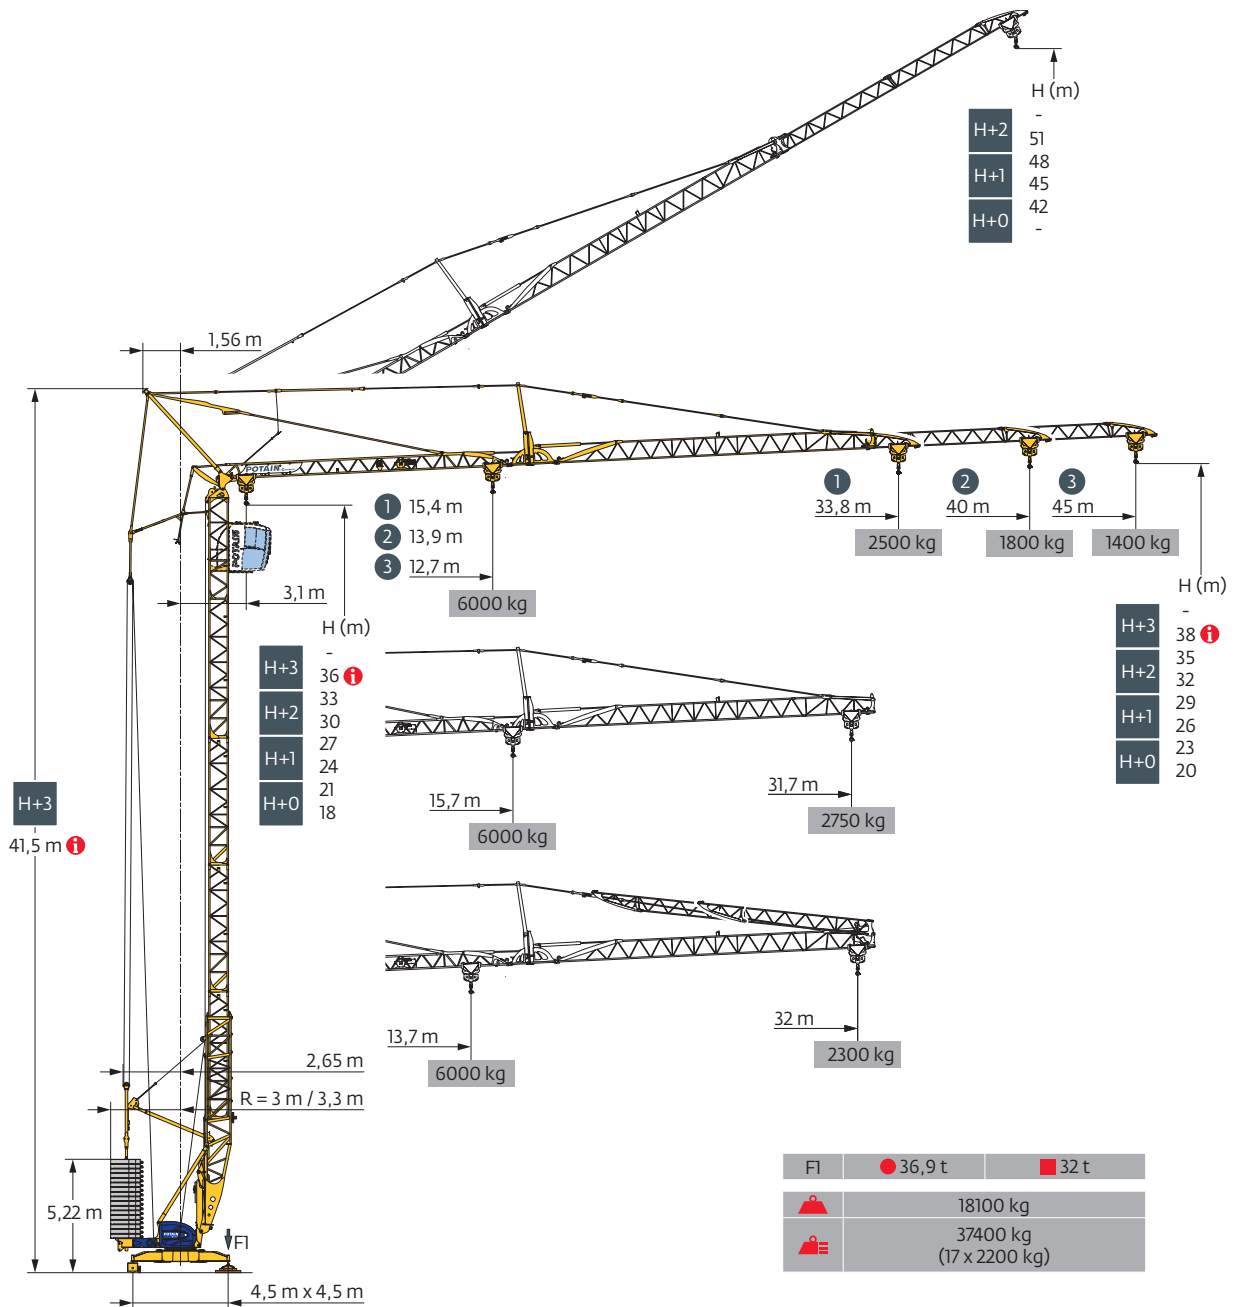 H (m)
H+2
H+1
H+0
-
51
48
45
42
-
1,56 m
POTAIN
POTAIN
1 15,4 m
2 13,9 m
3 12,7 m
6000 kg
1
33,8 m
2500 kg
2
40 m
1800 kg
3
45 m
1400 kg
3,1 m
H (m)
H+3
H+2
H+1
H+0
-
36 i
33
30
27
24
21
18
H (m)
H+3
H+2
H+1
H+0
-
38 i
35
32
29
26
23
20
15,7 m
6000 kg
31,7 m
2750 kg
H+3
41,5 m i
13,7 m
6000 kg
32 m
2300 kg
2,65 m
R = 3 m / 3,3 m
5,22 m
F1
4,5 m x 4,5 m
F1 36,9 t 32 t
18100 kg
37400 kg
(17 x 2200 kg)